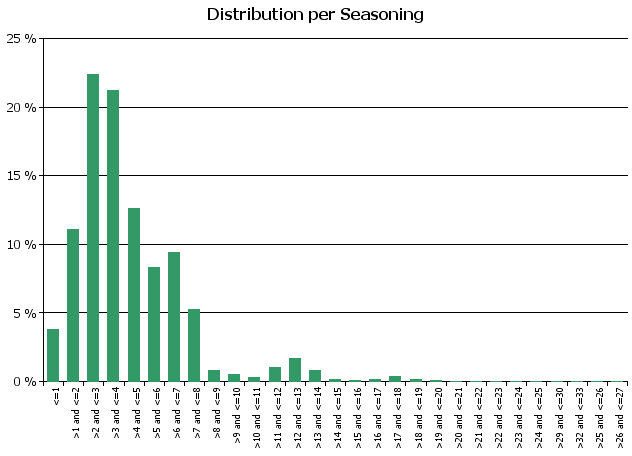 Distribution per Seasoning
25 %
20 %
15 %
10 %
5 %
0 %
<=1
>1 and <=2
>2 and <=3
>3 and <=4
>4 and <=5
>5 and <=6
>6 and <=7
>7 and <=8
>8 and <=9
>9 and <=10
>10 and <=11
>11 and <=12
>12 and <=13
>13 and <=14
>14 and <=15
>15 and <=16
>16 and <=17
>17 and <=18
>18 and <=19
>19 and <=20
>20 and <=21
>21 and <=22
>22 and <=23
>23 and <=24
>24 and <=25
>29 and <=30
>32 and <=33
>25 and <=26
>26 and <=27